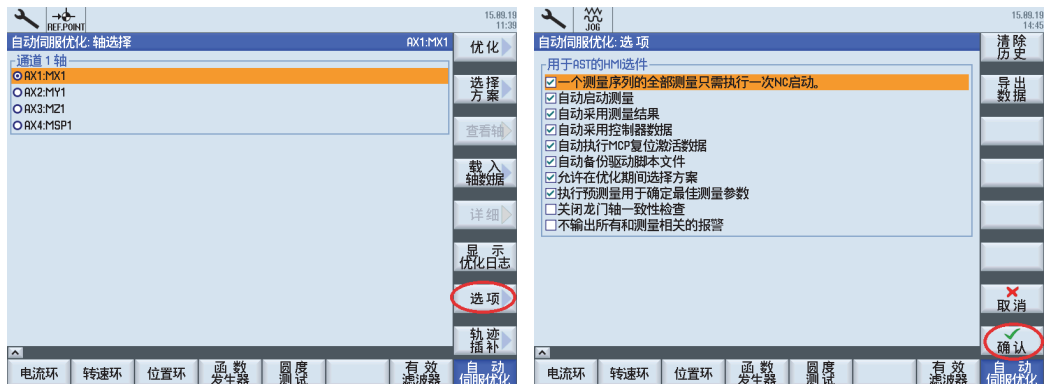 REF.POINT
15.09.19
11:39
自动伺服优化: 轴选择 AX1:MX1
通道 1 轴
AX1:MX1
AX2:MY1
AX3:MZ1
AX4:MSP1
优化
选择
方案
查看轴
载入
轴数据
详细
显示
优化日志
选项
轨迹
插补
电流环 转速环 位置环 函数发生器 圆度测试 有效滤波器 自动伺服优化
JOG
15.09.19
14:45
自动伺服优化: 选项
用于AST的HMI选件
一个测量序列的全部测量只需执行一次NC启动。
自动启动测量
自动采用测量结果
自动采用控制器数据
自动执行MCP复位激活数据
自动备份驱动脚本文件
允许在优化期间选择方案
执行预测量用于确定最佳测量参数
关闭龙门轴一致性检查
不输出所有和测量相关的报警
清除
历史
导出
数据
取消
确认
电流环 转速环 位置环 函数发生器 圆度测试 有效滤波器 自动伺服优化